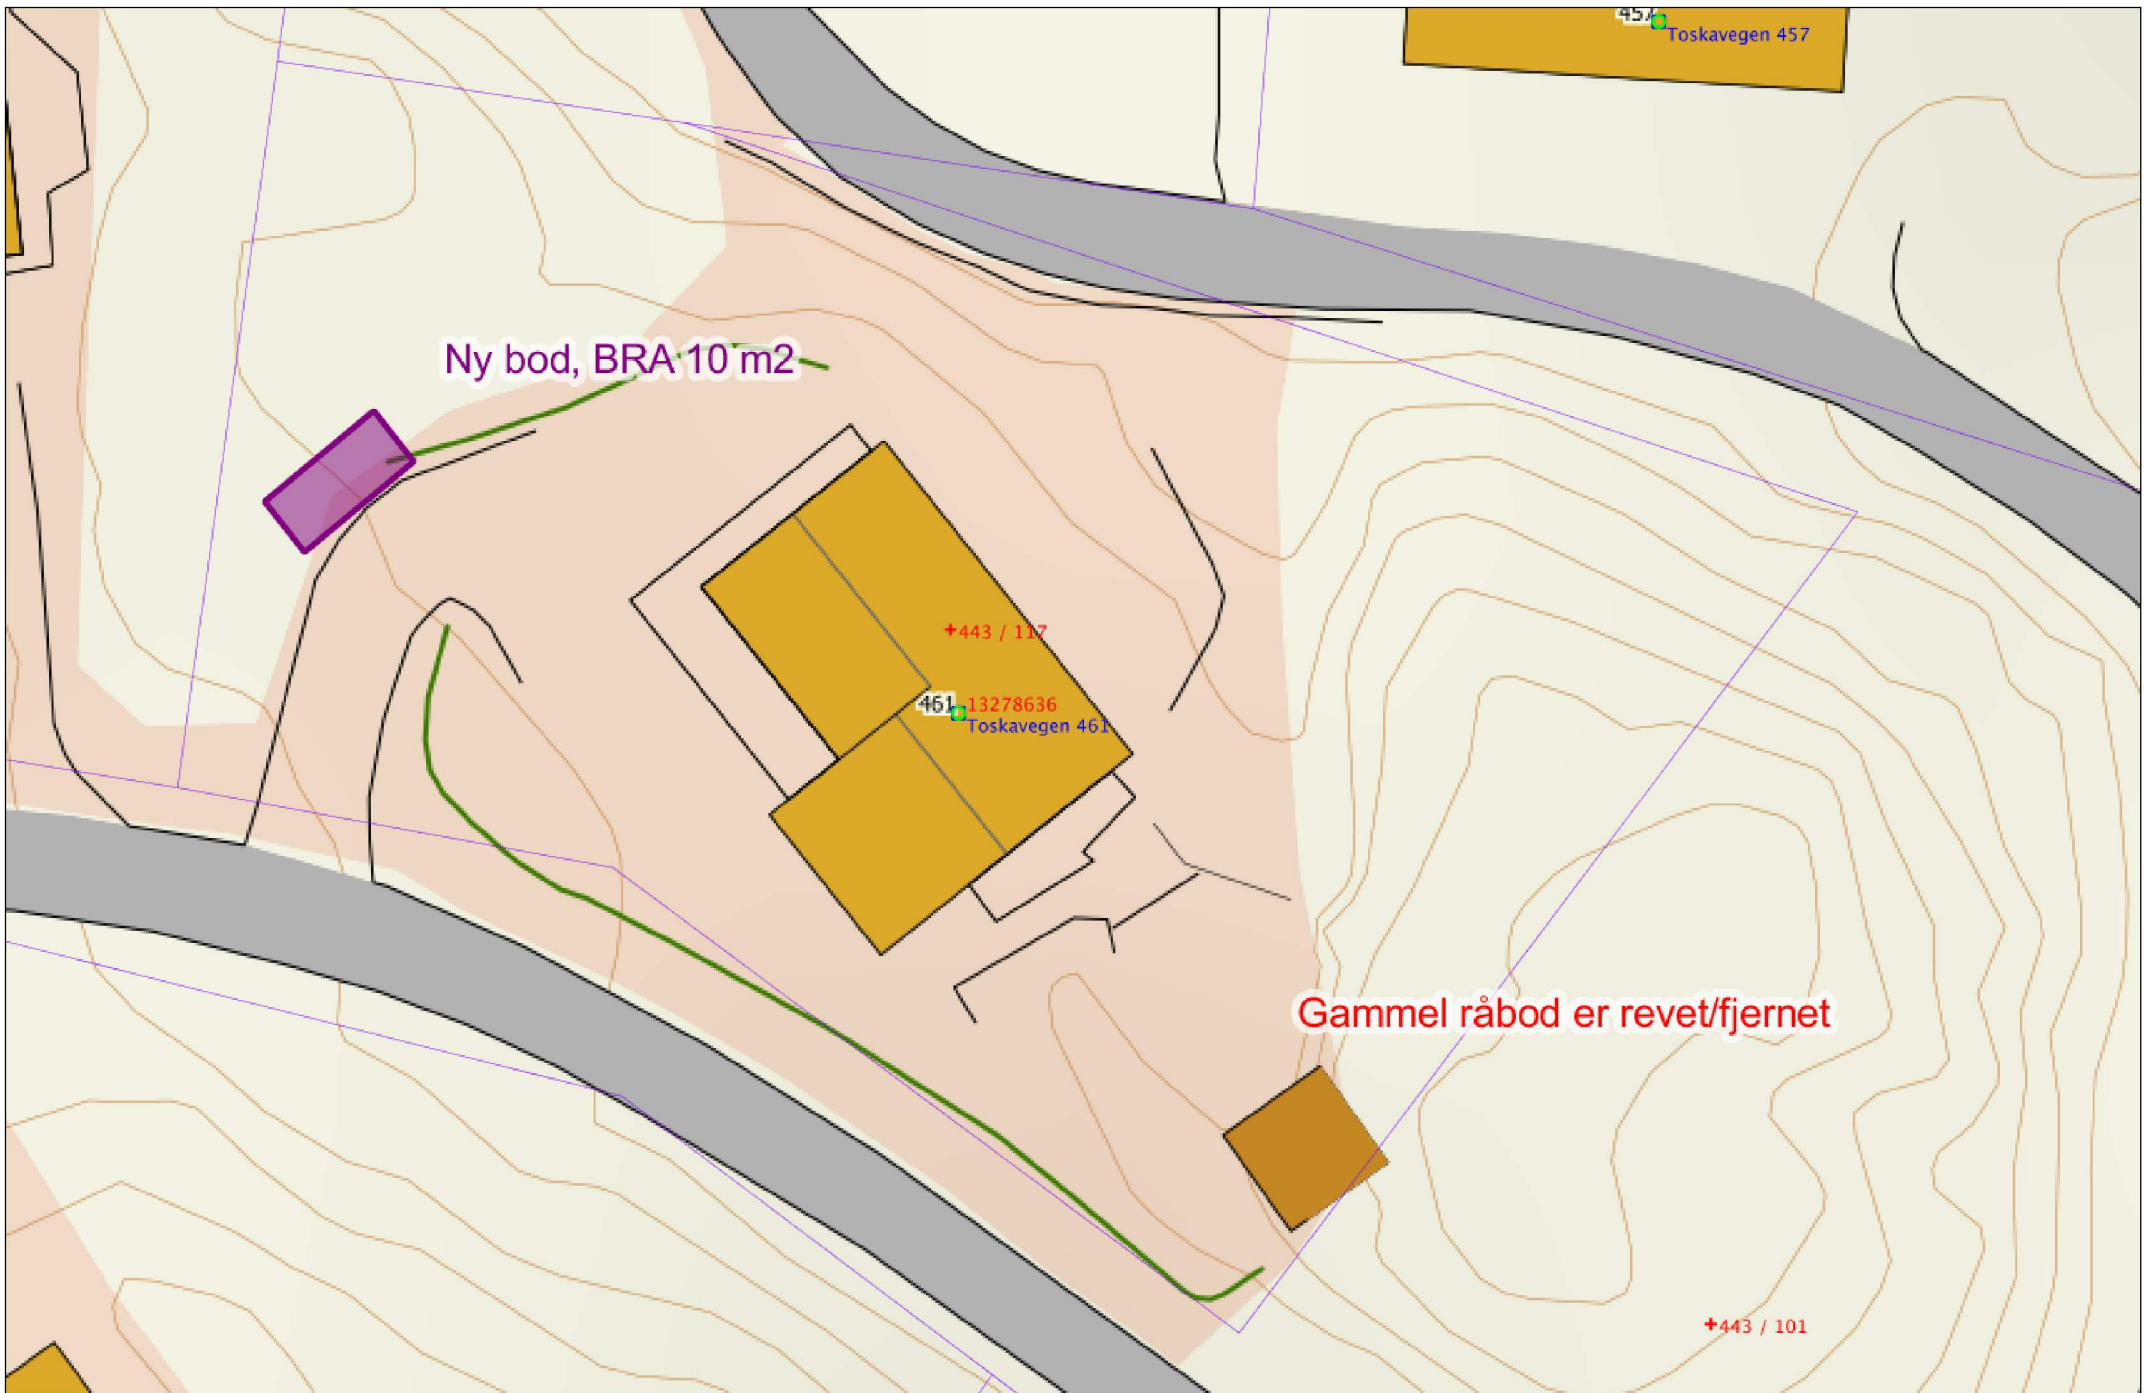 457
Toskavegen 457
Ny bod, BRA 10 m2
+443 / 117
461
13278636
Toskavegen 461
Gammel råbod er revet/fjernet
+443 / 101